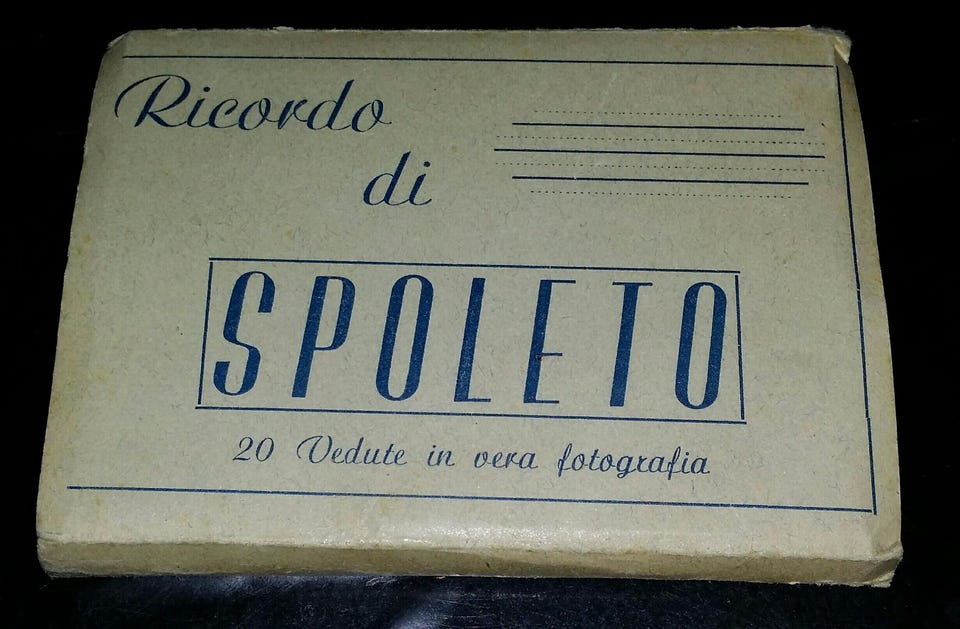 Ricordo
di
SPOLETO
20 Vedute in vera fotografia